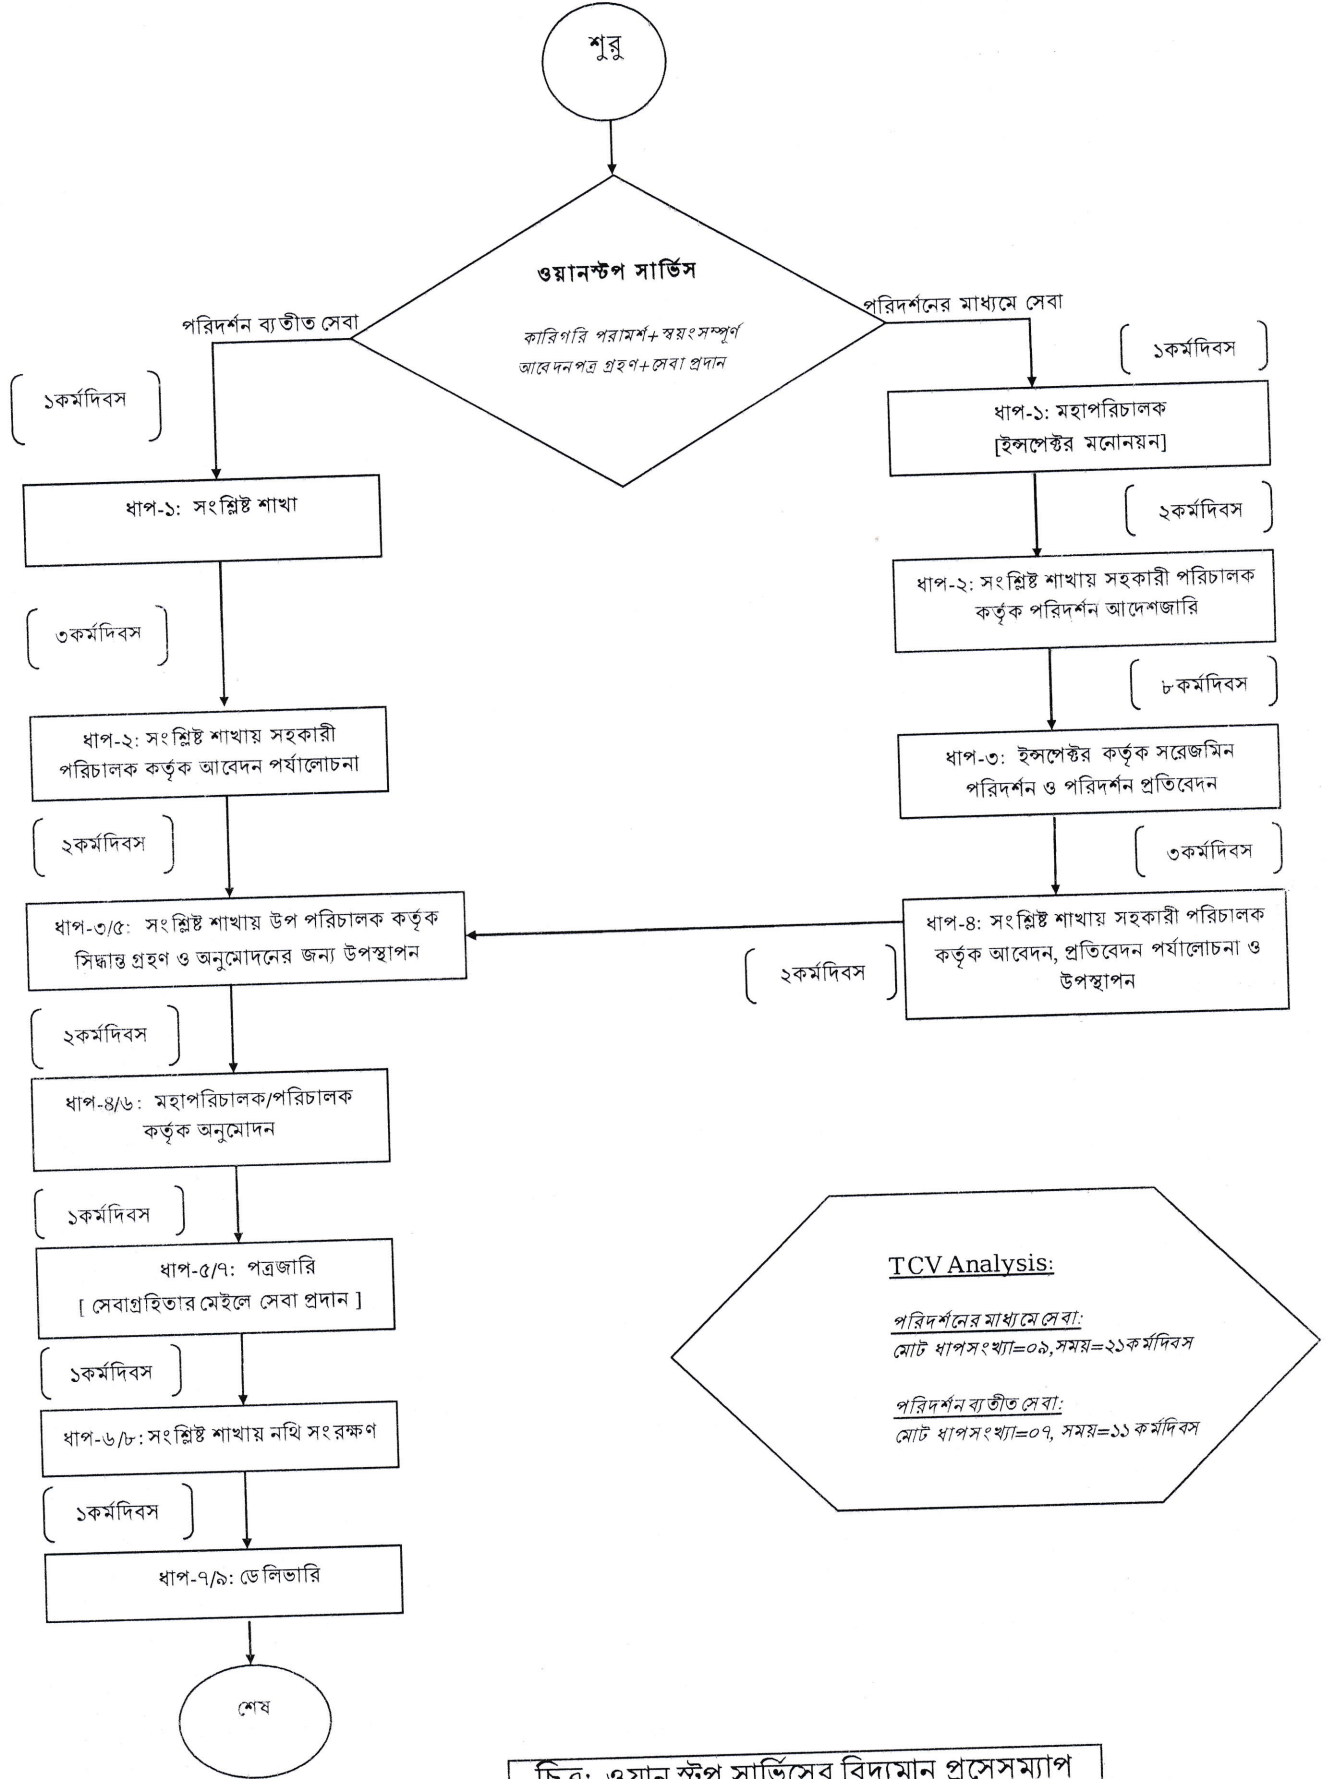 শুরু
ওয়ানস্টপ সার্ভিস
কারিগরি পরামর্শ+স্বয়ংসম্পূর্ণ
আবেদনপত্র গ্রহণ+সেবা প্রদান
পরিদর্শন ব্যতীত সেবা
১কর্মদিবস
ধাপ-১: সংশ্লিষ্ট শাখা
৩কর্মদিবস
ধাপ-২: সংশ্লিষ্ট শাখায় সহকারী
পরিচালক কর্তৃক আবেদন পর্যালোচনা
২কর্মদিবস
পরিদর্শনের মাধ্যমে সেবা
১কর্মদিবস
ধাপ-১: মহাপরিচালক
[ইন্সপেক্টর মনোনয়ন]
২কর্মদিবস
ধাপ-২: সংশ্লিষ্ট শাখায় সহকারী পরিচালক
কর্তৃক পরিদর্শন আদেশজারি
৮কর্মদিবস
ধাপ-৩: ইন্সপেক্টর কর্তৃক সরেজমিন
পরিদর্শন ও পরিদর্শন প্রতিবেদন
৩কর্মদিবস
ধাপ-৪: সংশ্লিষ্ট শাখায় সহকারী পরিচালক
কর্তৃক আবেদন, প্রতিবেদন পর্যালোচনা ও
উপস্থাপন
২কর্মদিবস
ধাপ-৩/৫: সংশ্লিষ্ট শাখায় উপ পরিচালক কর্তৃক
সিদ্ধান্ত গ্রহণ ও অনুমোদনের জন্য উপস্থাপন
২কর্মদিবস
ধাপ-৪/৬: মহাপরিচালক/পরিচালক
কর্তৃক অনুমোদন
১কর্মদিবস
ধাপ-৫/৭: পত্রজারি
[ সেবাগ্রহিতার মেইলে সেবা প্রদান ]
১কর্মদিবস
ধাপ-৬/৮: সংশ্লিষ্ট শাখায় নথি সংরক্ষণ
১কর্মদিবস
ধাপ-৭/৯: ডেলিভারি
শেষ
TCV Analysis:
পরিদর্শনের মাধ্যমে সেবা:
মোট ধাপসংখ্যা=০৯,সময়=২১কর্মদিবস
পরিদর্শন ব্যতীত সেবা:
মোট ধাপসংখ্যা=০৭, সময়=১১ কর্মদিবস
চিত্র: ওয়ান স্টপ সার্ভিসের বিদ্যমান প্রসেসম্যাপ